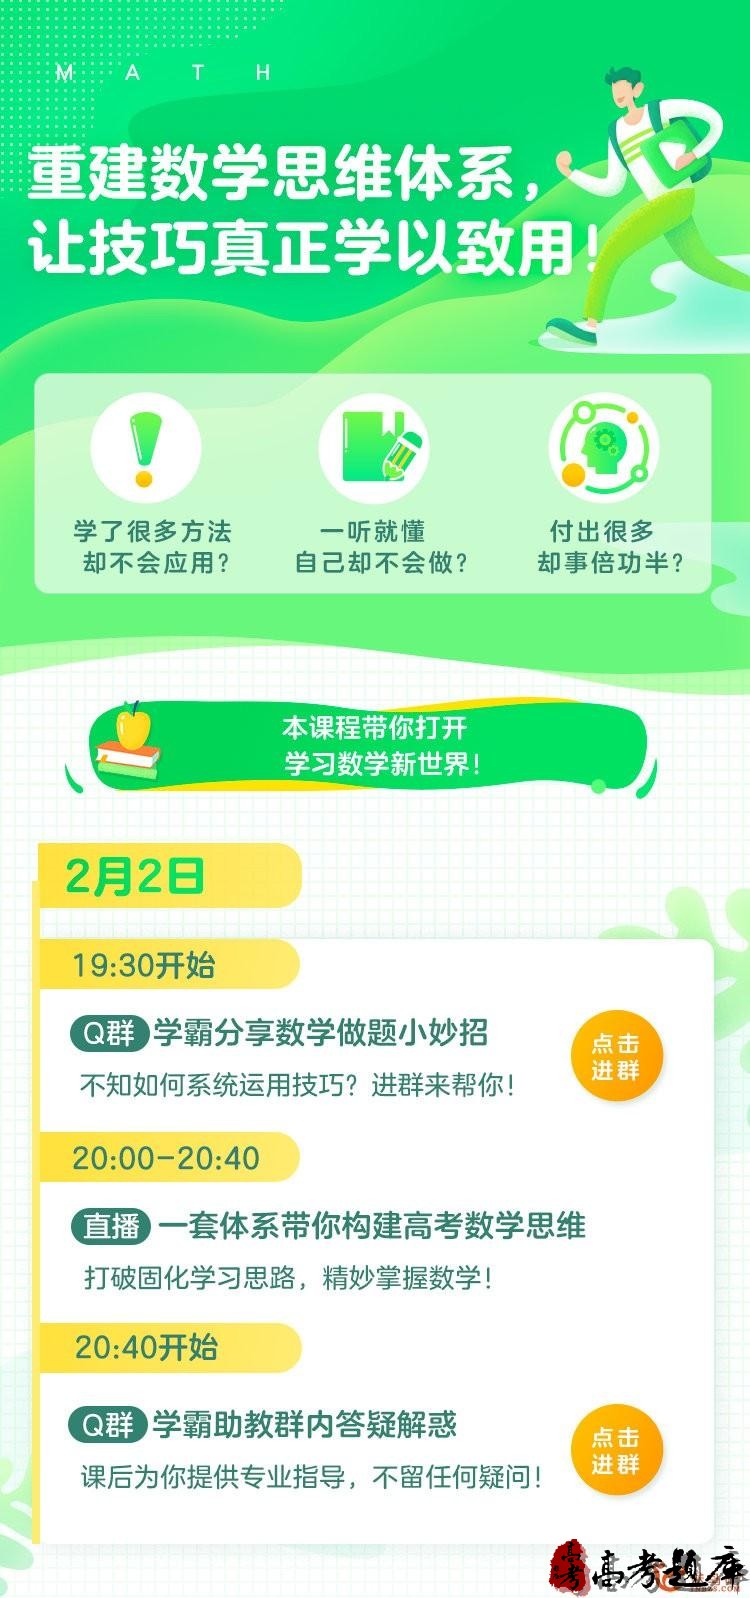 MATH
重建数学思维体系，
让技巧真正学以致用！
学了很多方法
却不会应用？
一听就懂
自己却不会做？
付出很多
却事倍功半？
本课程带你打开
学习数学新世界！
2月2日
19:30开始
Q群 学霸分享数学做题小妙招
不知如何系统运用技巧？进群来帮你！
点击
进群
20:00-20:40
直播 一套体系带你构建高考数学思维
打破固化学习思路，精妙掌握数学！
20:40开始
Q群 学霸助教群内答疑解惑
课后为你提供专业指导，不留任何疑问！
点击
进群
高考
高考题库